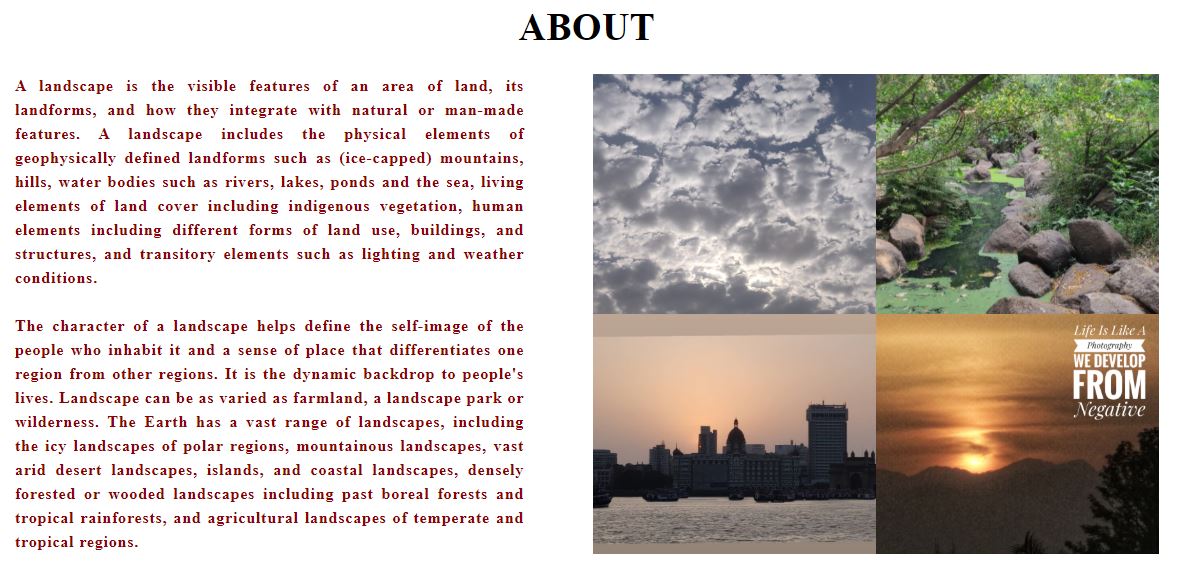 ABOUT
A landscape is the visible features of an area of land, its
landforms, and how they integrate with natural or man-made
features. A landscape includes the physical elements of
geophysically defined landforms such as (ice-capped) mountains,
hills, water bodies such as rivers, lakes, ponds and the sea, living
elements of land cover including indigenous vegetation, human
elements including different forms of land use, buildings, and
structures, and transitory elements such as lighting and weather
conditions.
The character of a landscape helps define the self-image of the
people who inhabit it and a sense of place that differentiates one
region from other regions. It is the dynamic backdrop to people's
lives. Landscape can be as varied as farmland, a landscape park or
wilderness. The Earth has a vast range of landscapes, including
the icy landscapes of polar regions, mountainous landscapes, vast
arid desert landscapes, islands, and coastal landscapes, densely
forested or wooded landscapes including past boreal forests and
tropical rainforests, and agricultural landscapes of temperate and
tropical regions.
Life Is Like A
Photography
WE DEVELOP
FROM
Negative